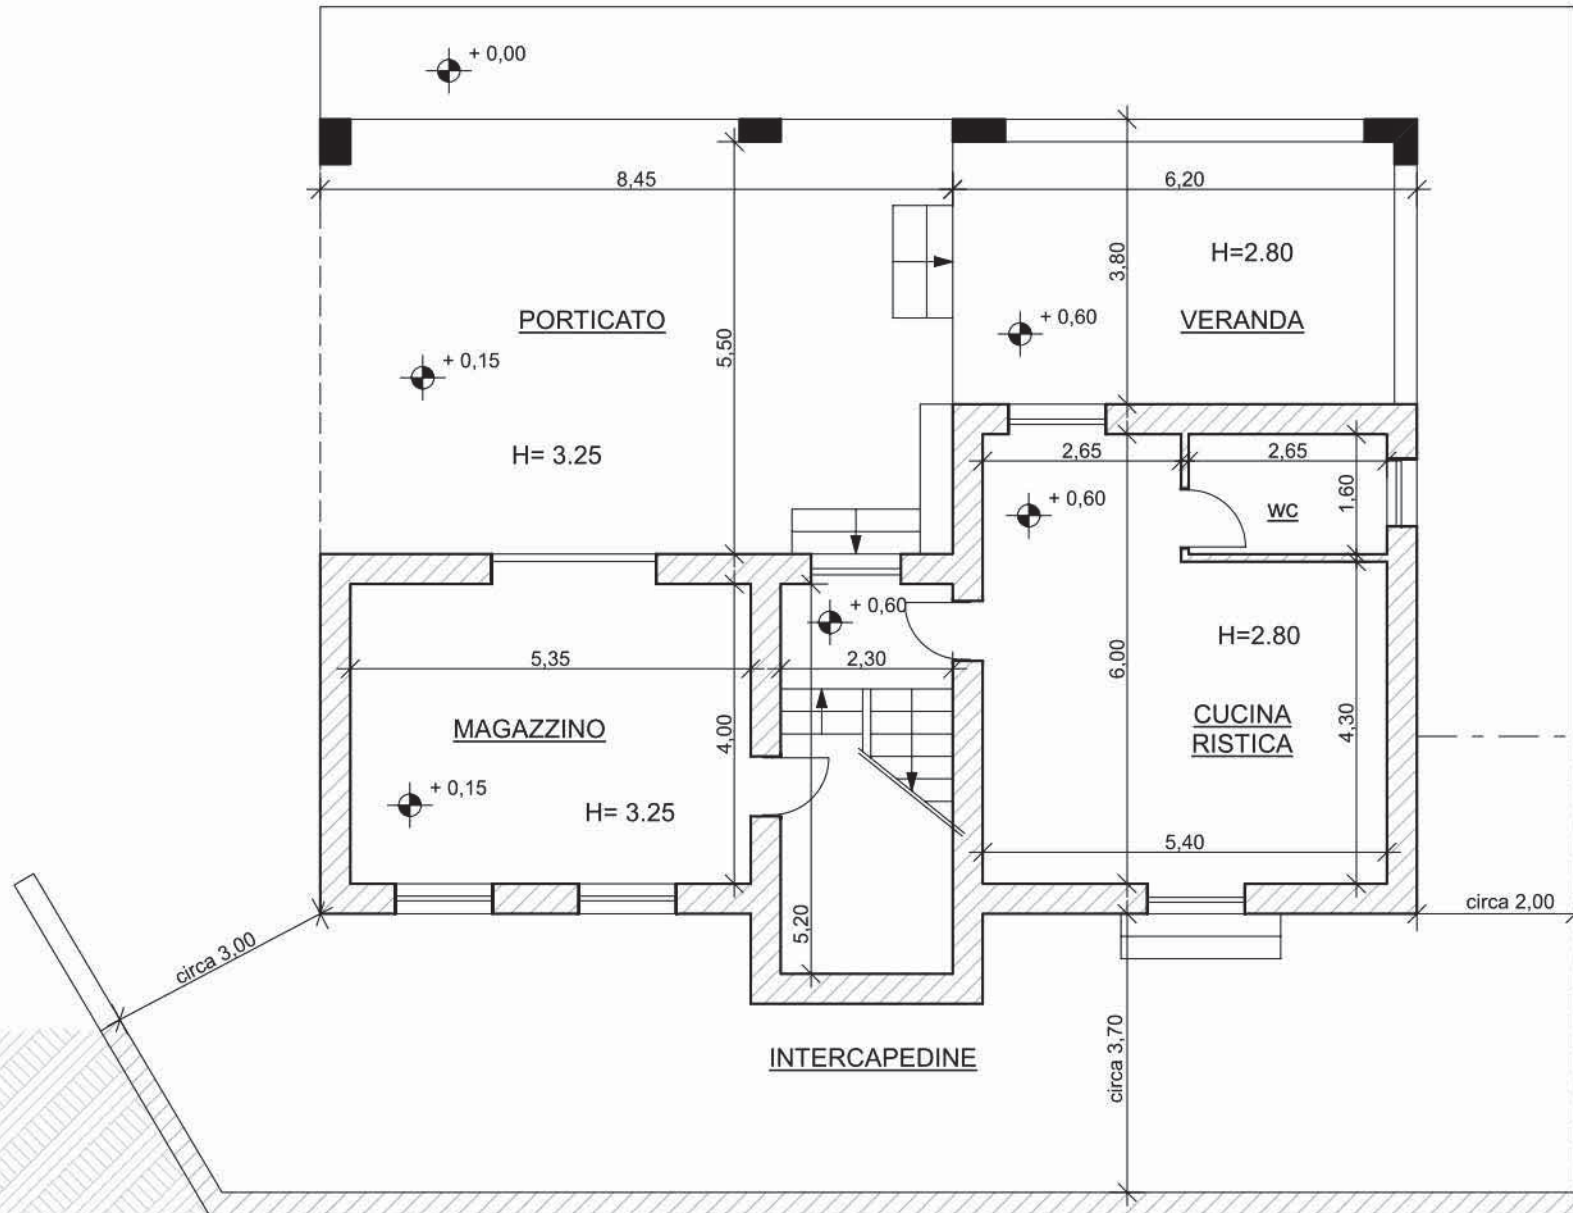 + 0,00
8,45
6,20
H=2.80
3,80
+ 0,60
VERANDA
PORTICATO
5,50
+ 0,15
H= 3.25
2,65
2,65
1,60
+ 0,60
wc
+ 0,60
H=2.80
5,35
2,30
6,00
MAGAZZINO
4,00
CUCINA
RISTICA
4,30
+ 0,15
H= 3.25
5,40
circa 2,00
5,20
circa 3,00
INTERCAPEDINE
circa 3,70